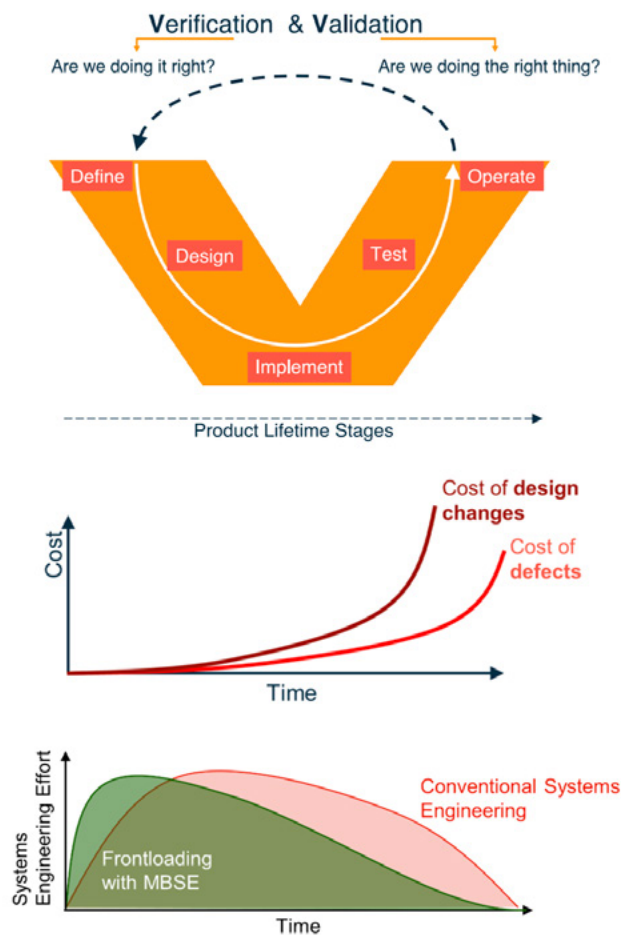 Verification & Validation
Are we doing it right?
Are we doing the right thing?
Define
Operate
Design
Test
Implement
Product Lifetime Stages
Cost of design
changes
Cost of
defects
Cost
Time
Systems
Engineering Effort
Conventional Systems
Engineering
Frontloading
with MBSE
Time